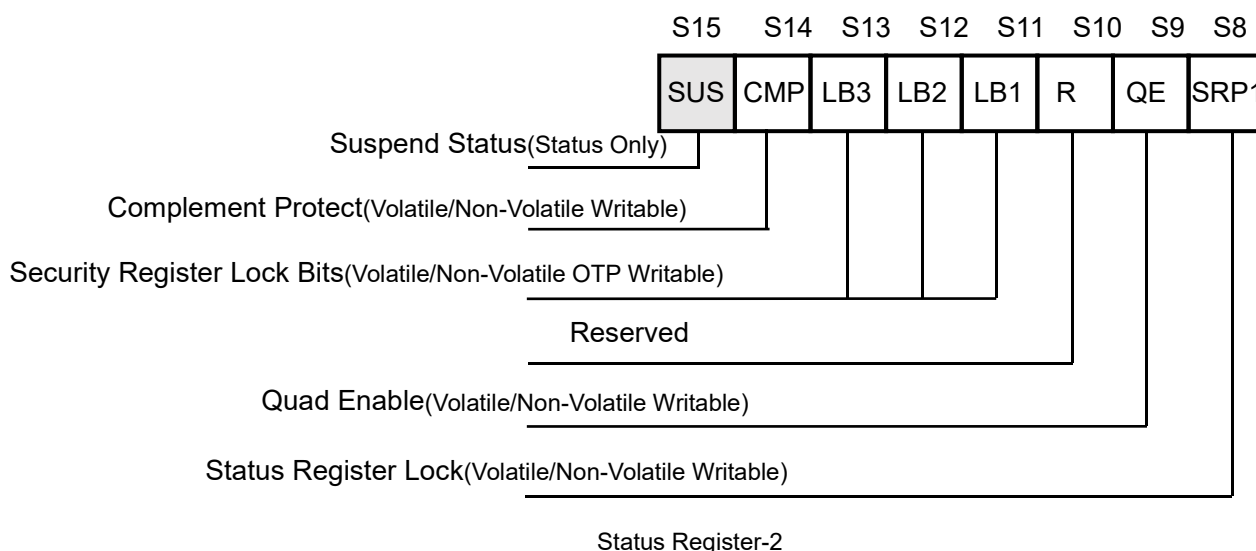 S15 S14 S13 S12 S11 S10 S9 S8
SUS CMP LB3 LB2 LB1 R QE SRP1
Suspend Status(Status Only)
Complement Protect(Volatile/Non-Volatile Writable)
Security Register Lock Bits(Volatile/Non-Volatile OTP Writable)
Reserved
Quad Enable(Volatile/Non-Volatile Writable)
Status Register Lock(Volatile/Non-Volatile Writable)
Status Register-2